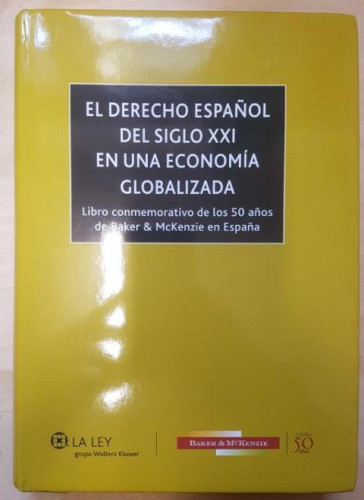 EL DERECHO ESPAÑOL
DEL SIGLO XXI
EN UNA ECONOMÍA
GLOBALIZADA
Libro conmemorativo de los 50 años
de Baker & McKenzie en España
LA LEY
grupo Wolters Kluwer
BAKER & MCKENZIE
50
años